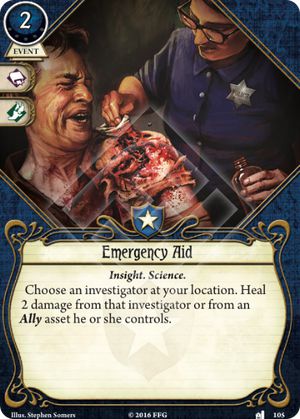 2
EVENT
Emergency Aid
Insight. Science.
Choose an investigator at your location. Heal
2 damage from that investigator or from an
Ally asset he or she controls.
Illus. Stephen Somers
© 2016 FFG
105